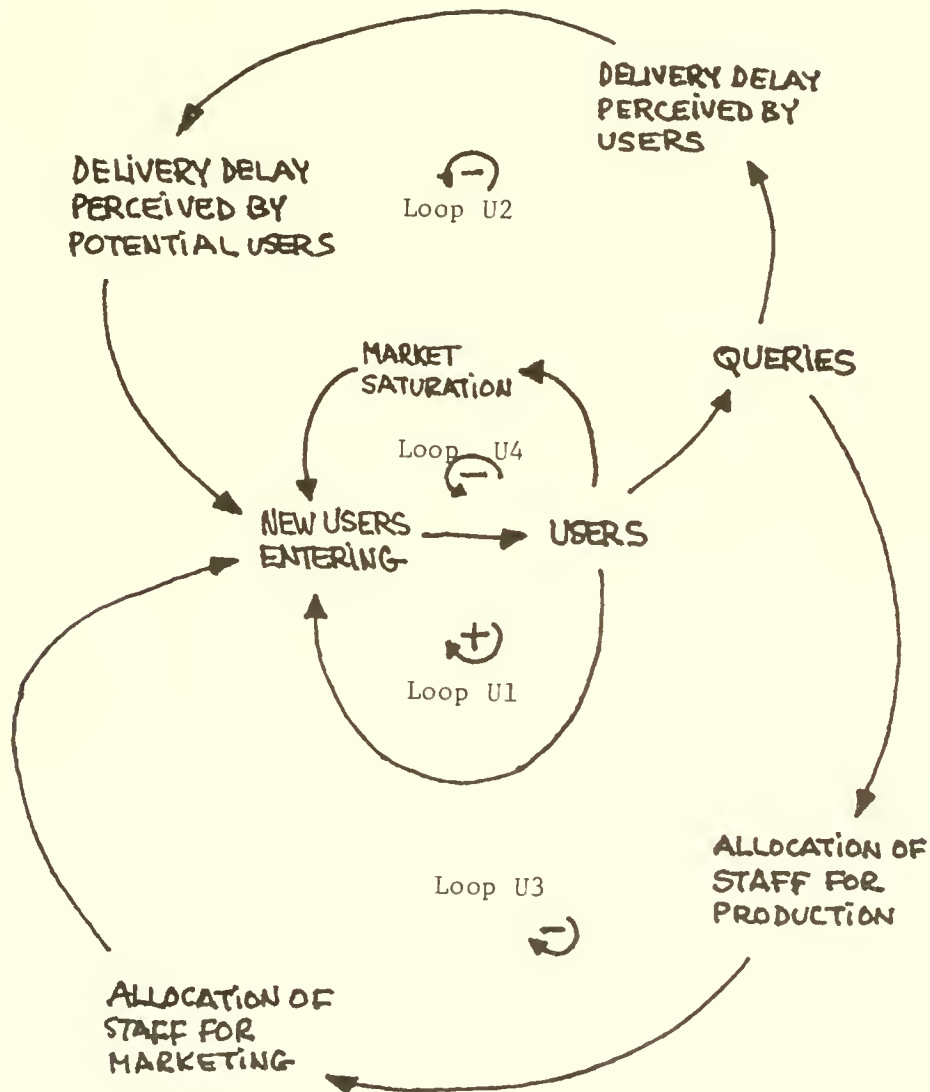 DELIVERY DELAY
PERCEIVED BY
USERS
DELIVERY DELAY
PERCEIVED BY
POTENTIAL USERS
-
Loop U2
MARKET
SATURATION
QUERIES
Loop U4
-
NEW USERS
ENTERING
USERS
+
Loop U1
ALLOCATION OF
STAFF FOR
PRODUCTION
Loop U3
-
ALLOCATION OF
STAFF FOR
MARKETING